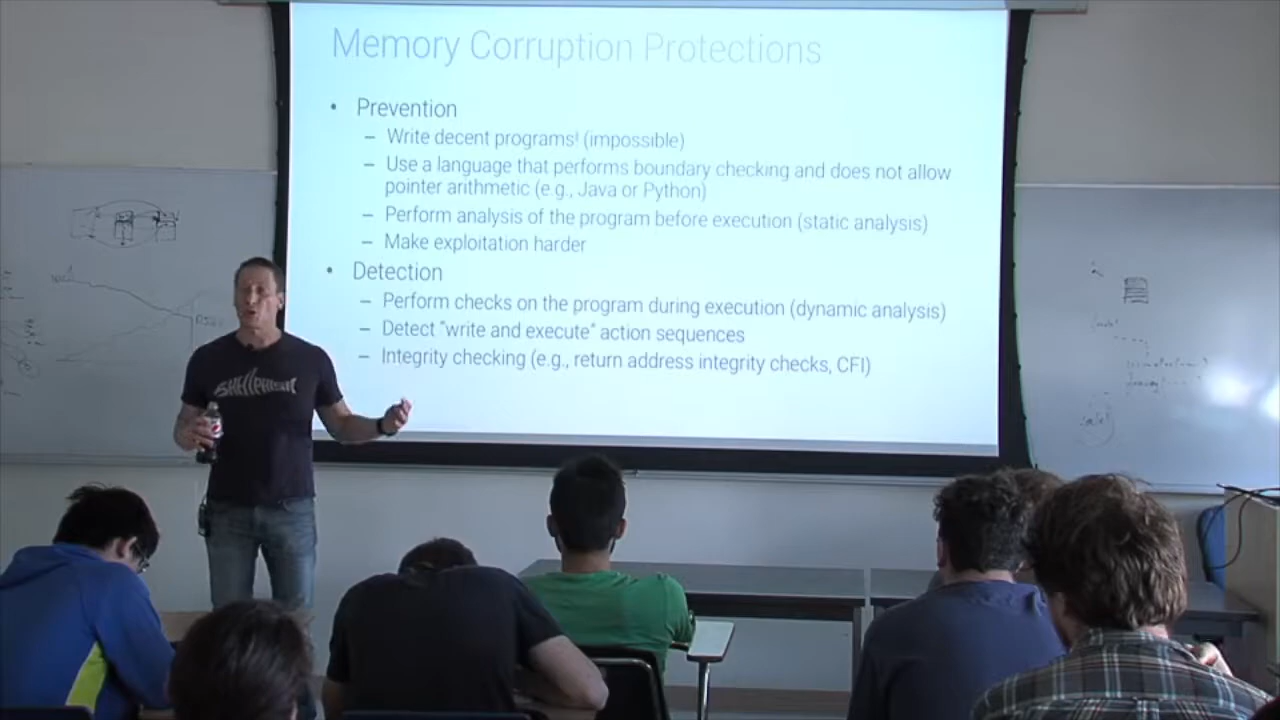 Memory Corruption Protections
• Prevention
– Write decent programs! (impossible)
– Use a language that performs boundary checking and does not allow
pointer arithmetic (e.g., Java or Python)
– Perform analysis of the program before execution (static analysis)
– Make exploitation harder
• Detection
– Perform checks on the program during execution (dynamic analysis)
– Detect "write and execute" action sequences
– Integrity checking (e.g., return address integrity checks, CFI)
SHELLPHISH